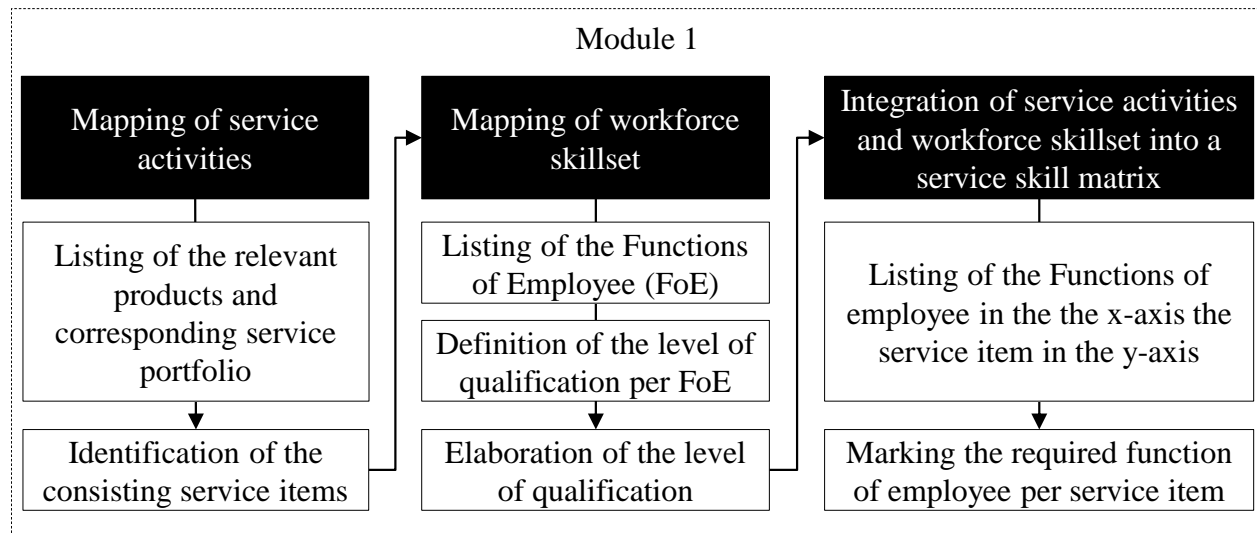 Module 1
Mapping of service
activities
Listing of the relevant
products and
corresponding service
portfolio
Identification of the
consisting service items
Mapping of workforce
skillset
Listing of the Functions
of Employee (FoE)
Definition of the level of
qualification per FoE
Elaboration of the level
of qualification
Integration of service activities
and workforce skillset into a
service skill matrix
Listing of the Functions of
employee in the the x-axis the
service item in the y-axis
Marking the required function
of employee per service item